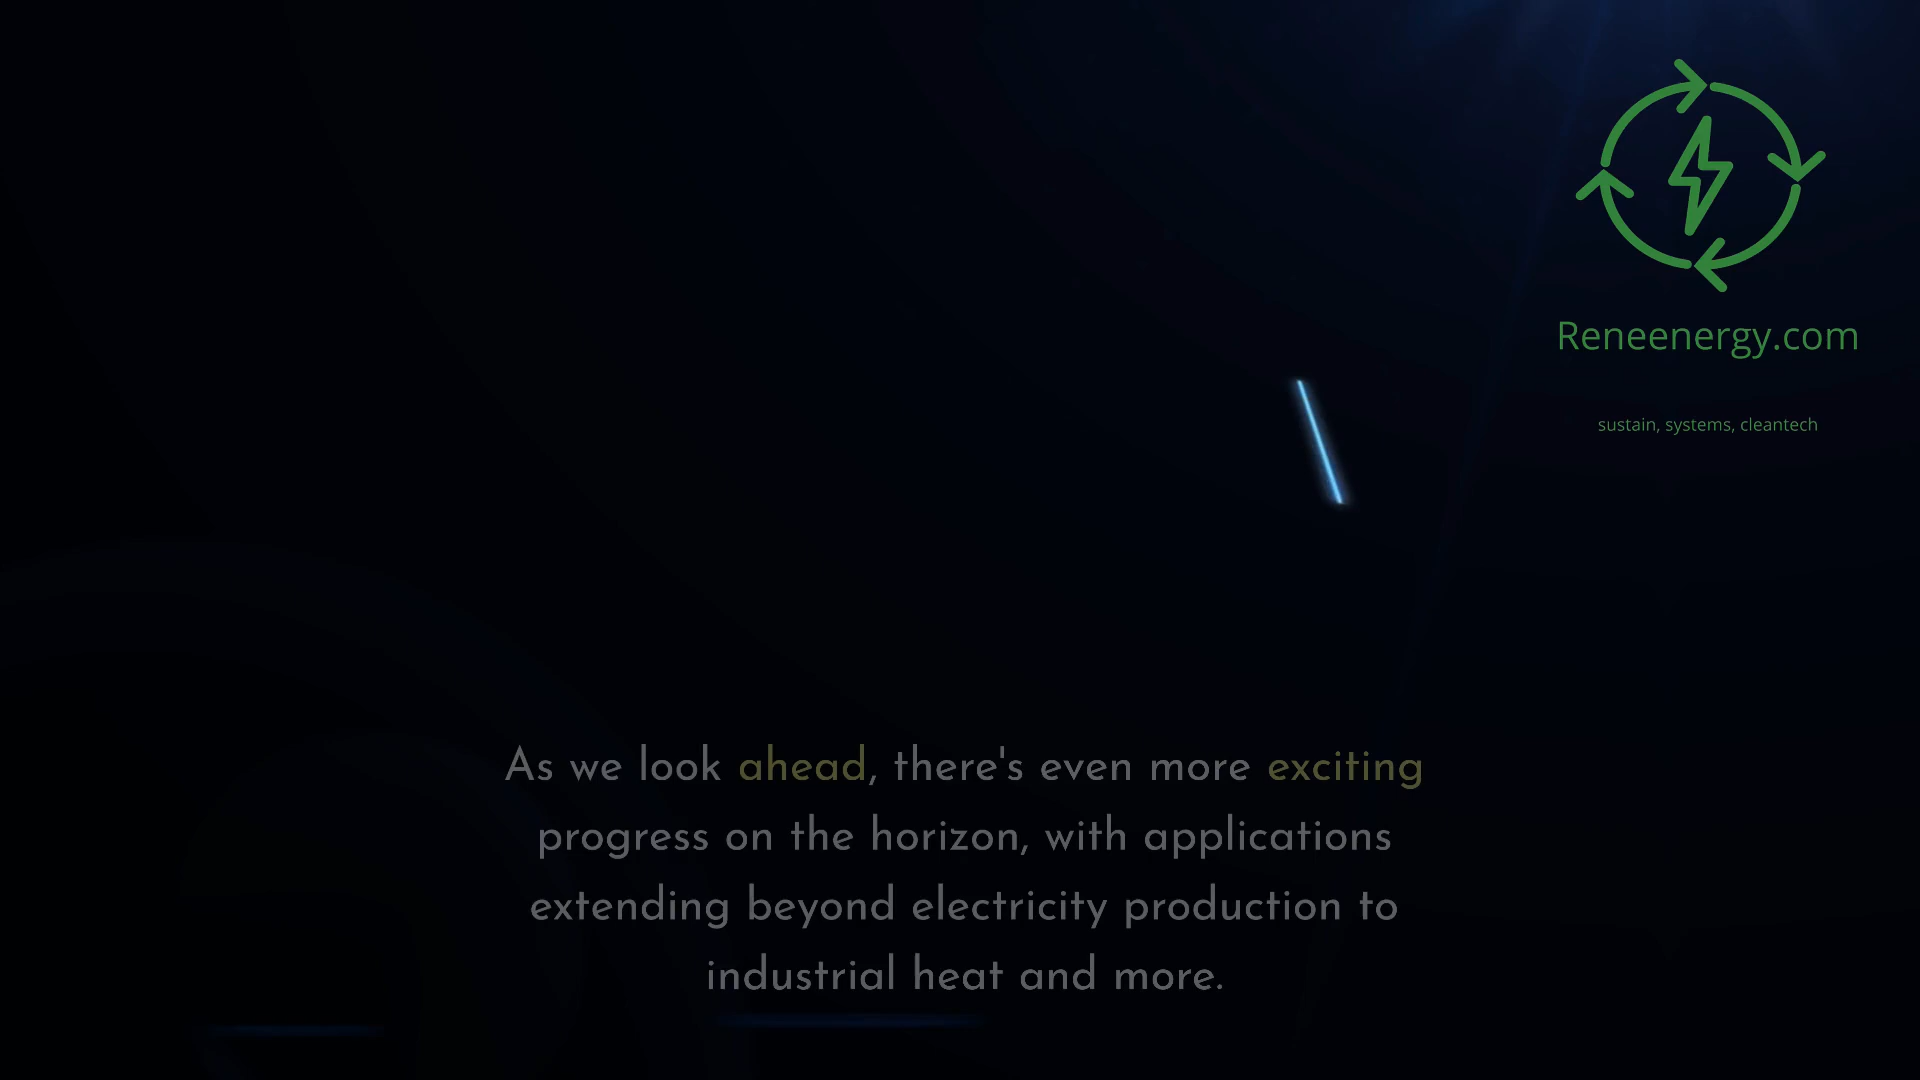 Reneenergy.com
sustain, systems, cleantech
As we look ahead, there's even more exciting
progress on the horizon, with applications
extending beyond electricity production to
industrial heat and more.